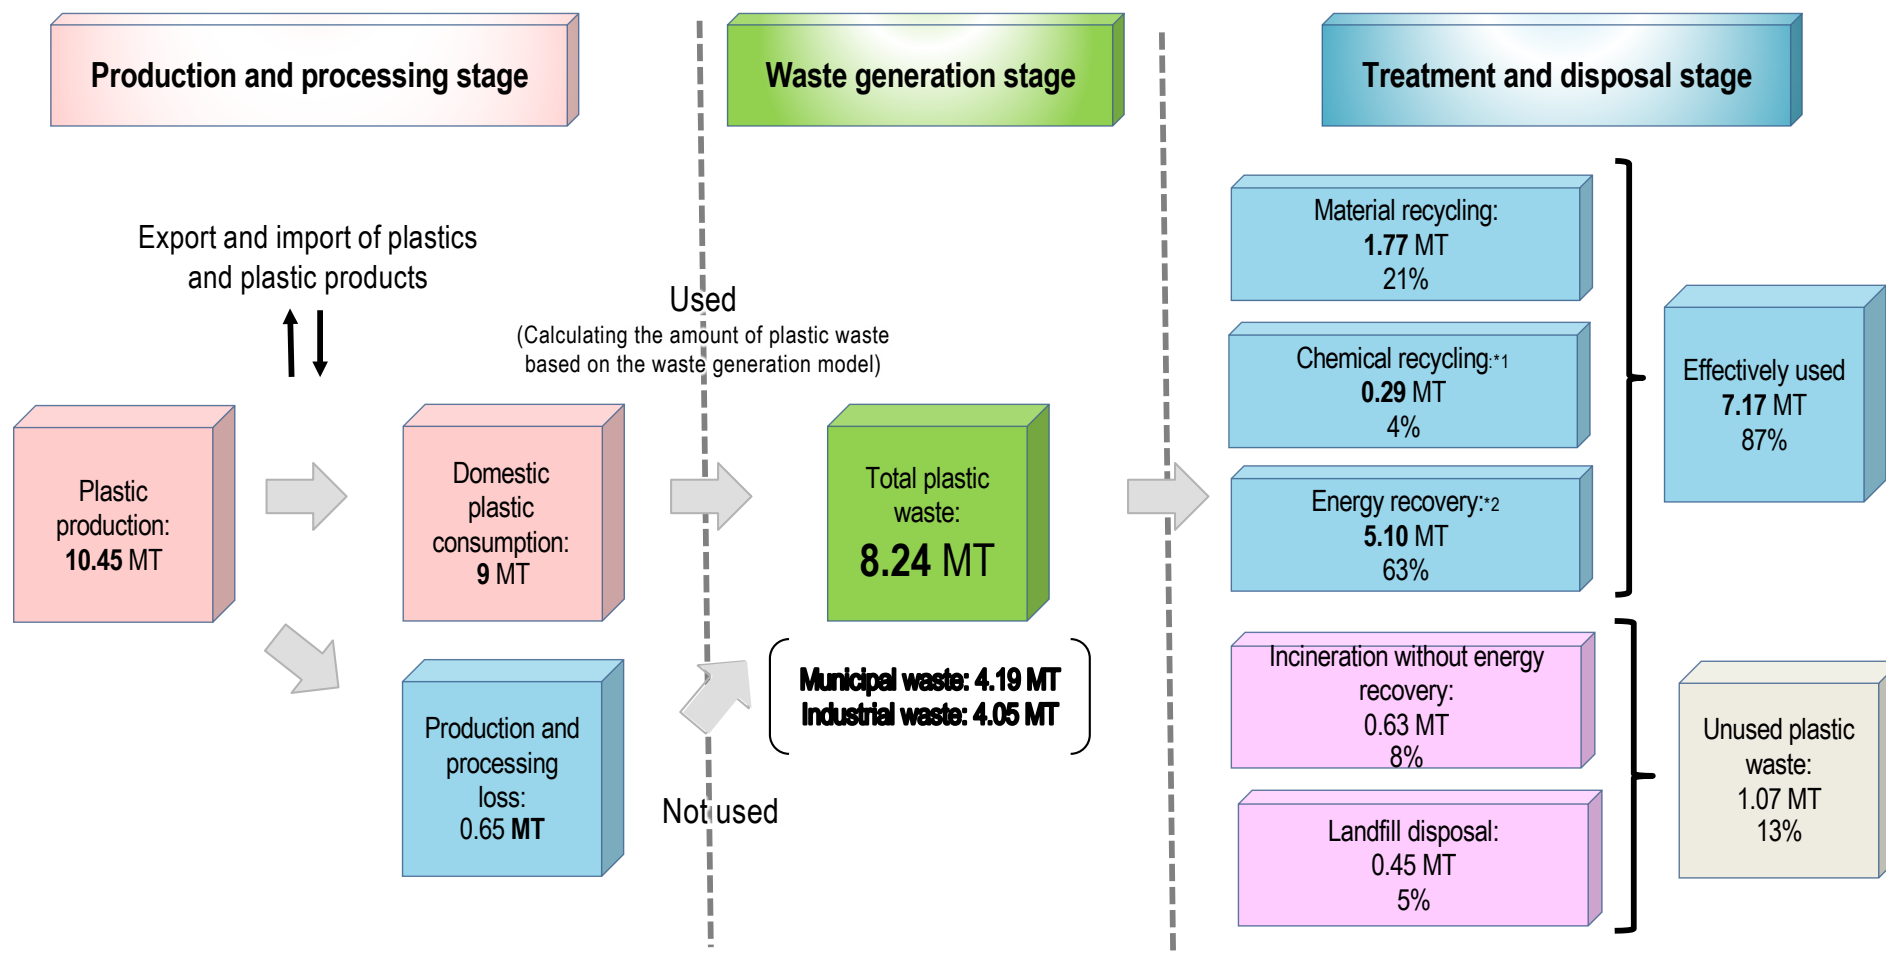 Production and processing stage
Waste generation stage
Treatment and disposal stage
Export and import of plastics
and plastic products
Used
(Calculating the amount of plastic waste
based on the waste generation model)
Plastic
production:
10.45 MT
Domestic
plastic
consumption:
9 MT
Production and
processing
loss:
0.65 MT
Not used
Total plastic
waste:
8.24 MT
Municipal waste: 4.19 MT
Industrial waste: 4.05 MT
Material recycling:
1.77 MT
21%
Chemical recycling:*1
0.29 MT
4%
Energy recovery:*2
5.10 MT
63%
Incineration without energy
recovery:
0.63 MT
8%
Landfill disposal:
0.45 MT
5%
Effectively used
7.17 MT
87%
Unused plastic
waste:
1.07 MT
13%